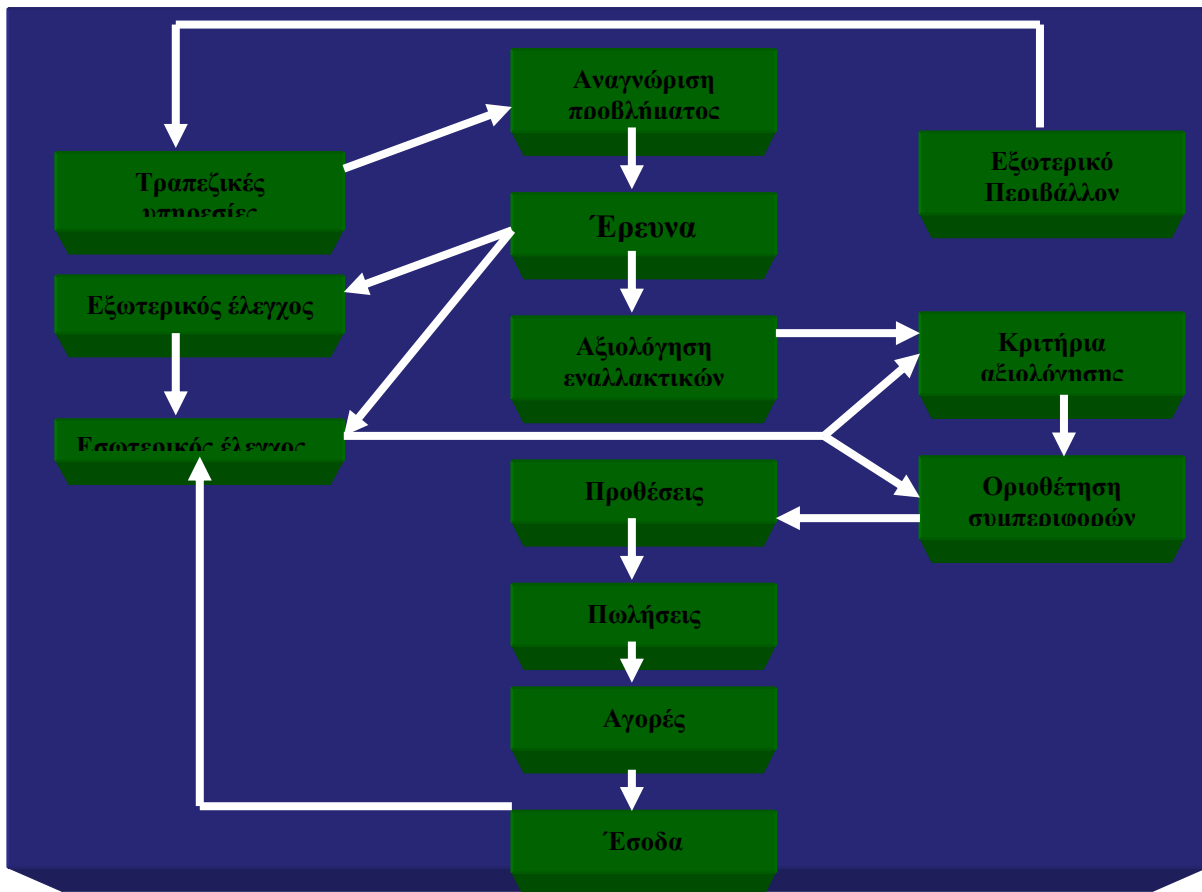 Αναγνώριση
προβλήματος
Τραπεζικές
υπηρεσίες
Εξωτερικό
Περιβάλλον
Έρευνα
Εξωτερικός έλεγχος
Αξιολόγηση
εναλλακτικών
Κριτήρια
αξιολόγησης
Εσωτερικός έλεγχος
Προθέσεις
Οριοθέτηση
συμπεριφορών
Πωλήσεις
Αγορές
Έσοδα